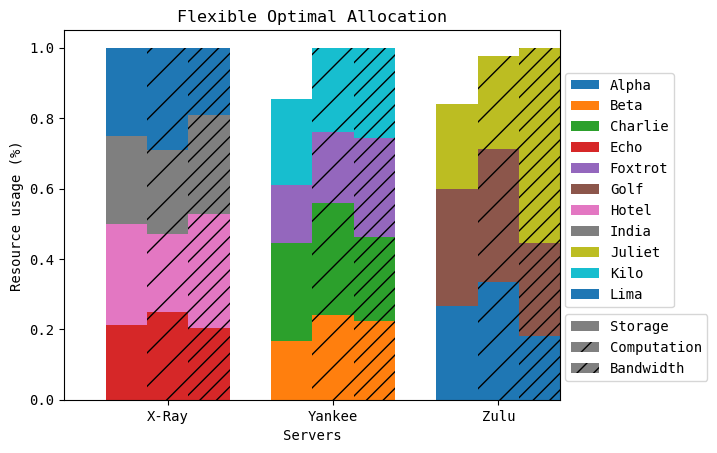 Flexible Optimal Allocation
Resource usage (%)
1.0
0.8
0.6
0.4
0.2
0.0
X-Ray
Yankee
Zulu
Servers
Alpha
Beta
Charlie
Echo
Foxtrot
Golf
Hotel
India
Juliet
Kilo
Lima
Storage
Computation
Bandwidth